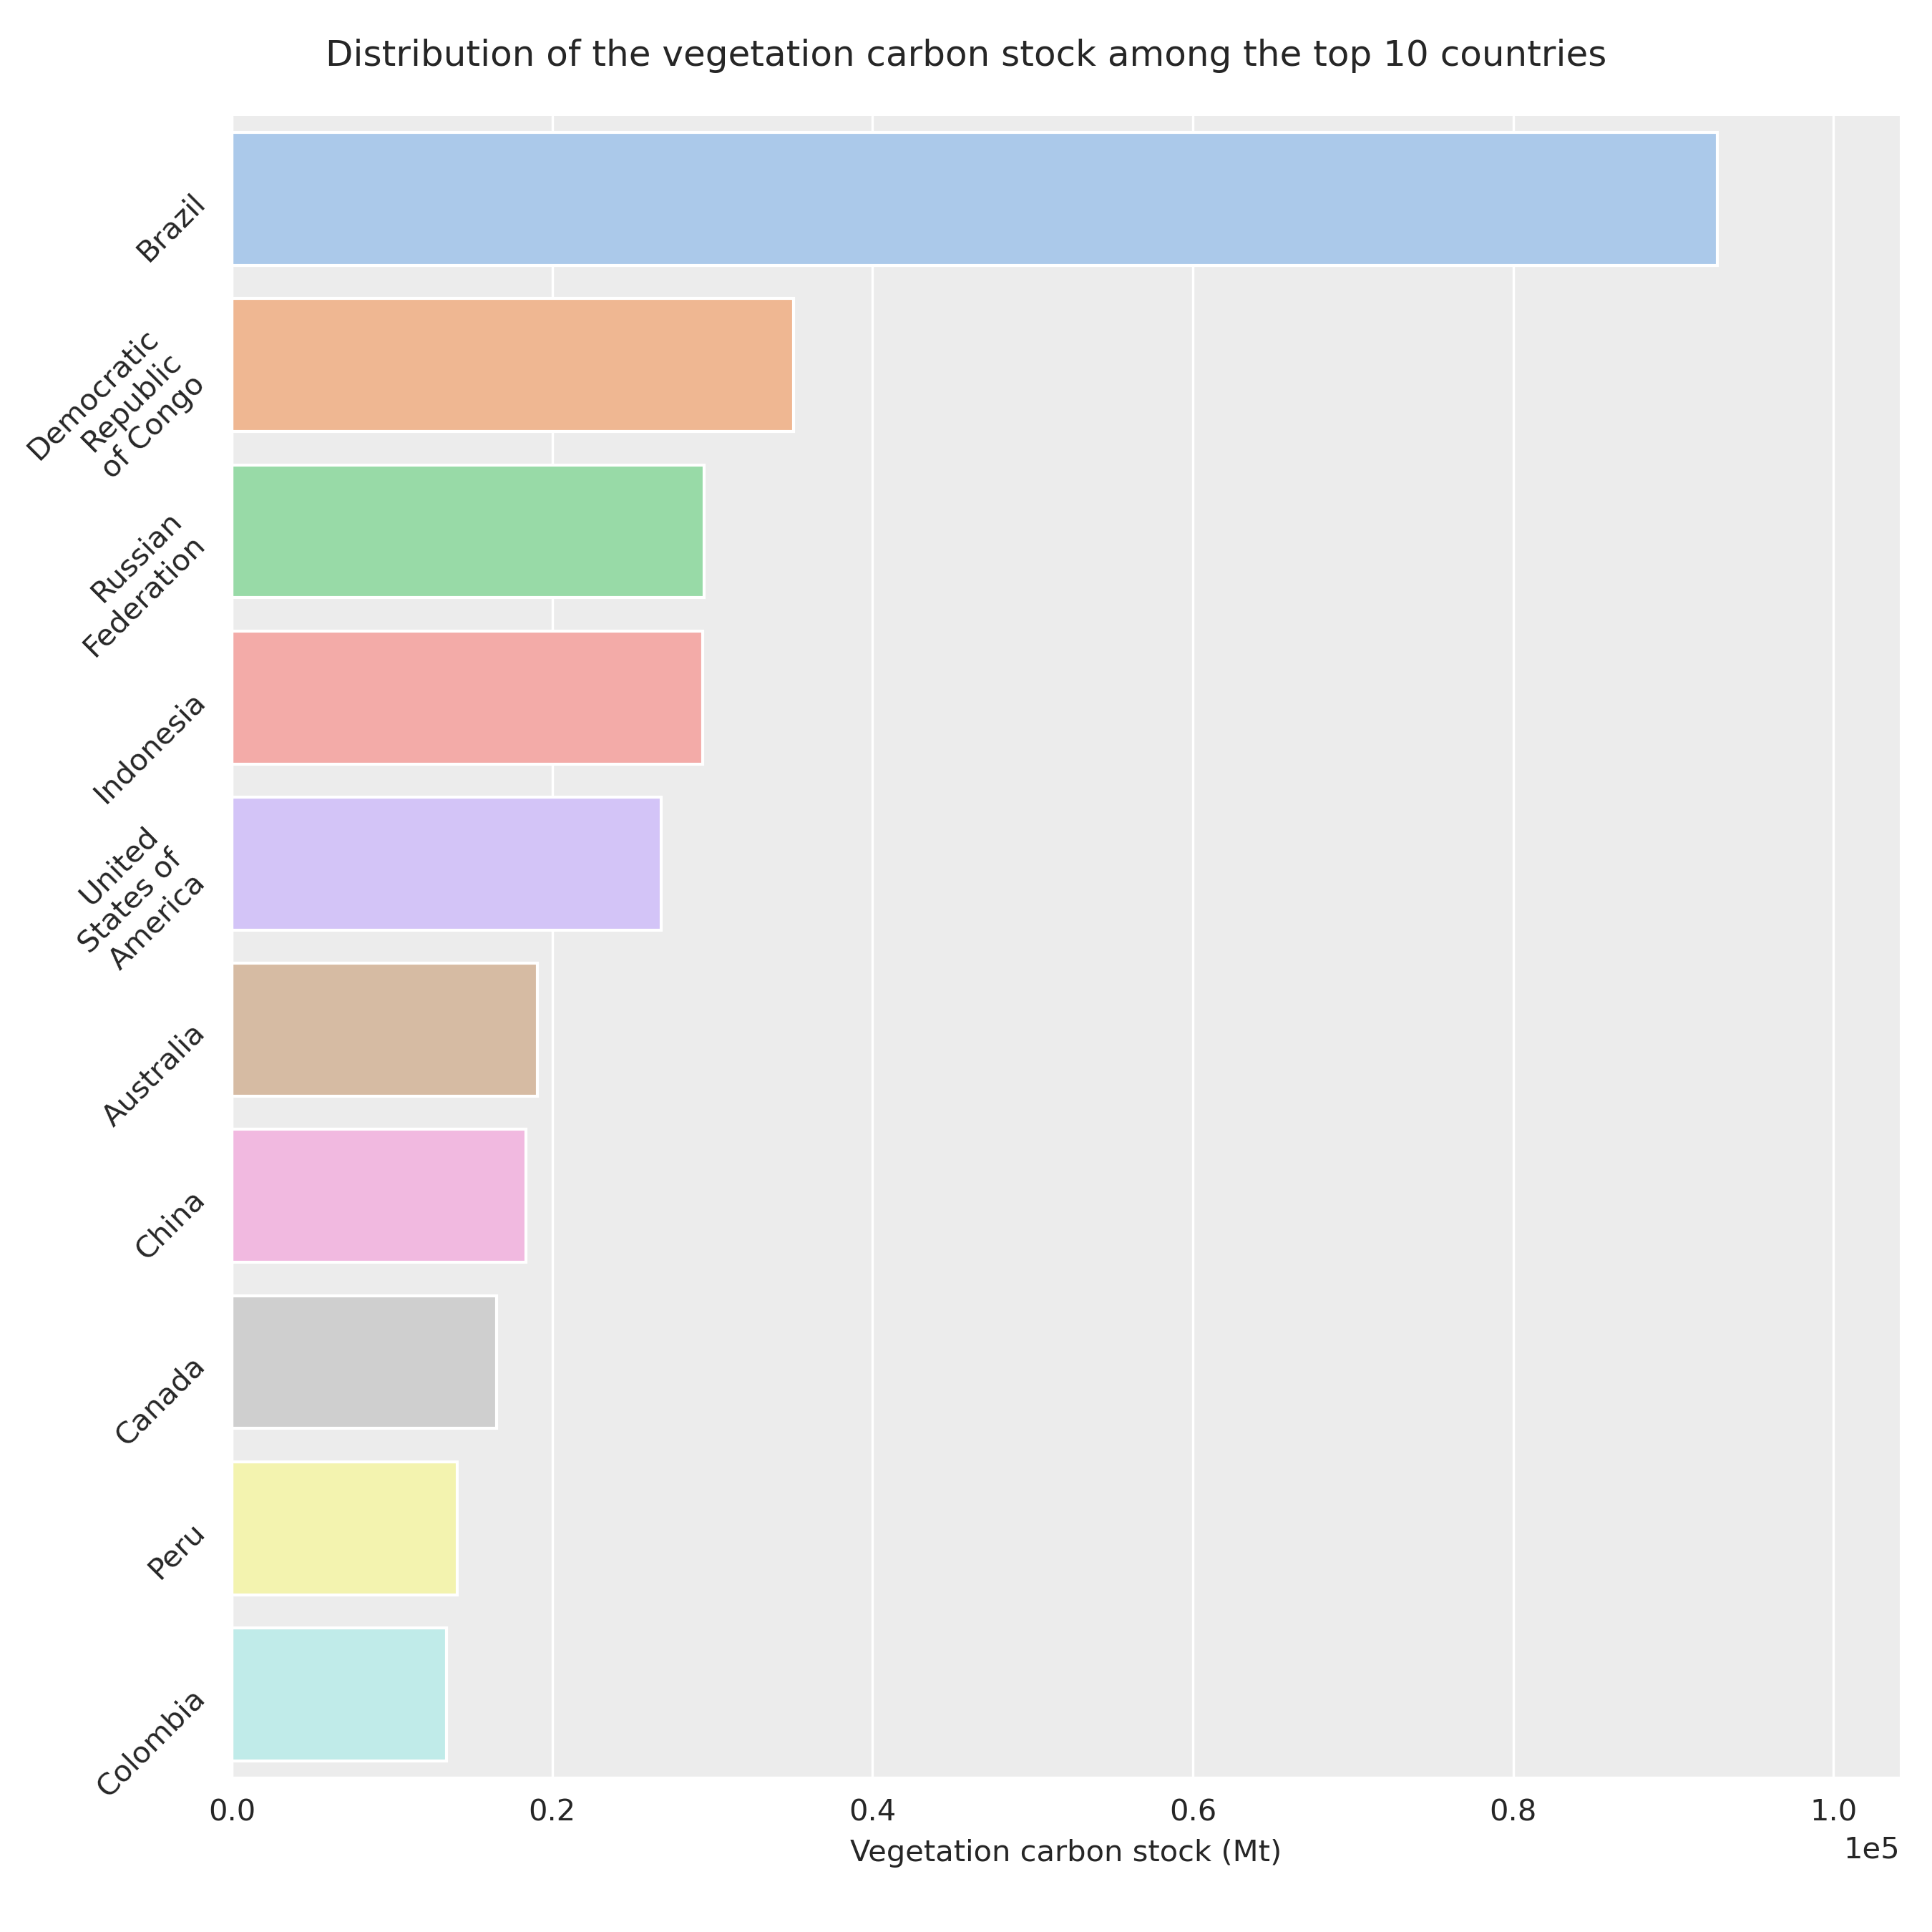 Distribution of the vegetation carbon stock among the top 10 countries
Brazil
Democratic
Republic
of Congo
Russian
Federation
Indonesia
United
States of
America
Australia
China
Canada
Peru
Colombia
0.0 0.2 0.4 0.6 0.8 1.0
Vegetation carbon stock (Mt)
1e5